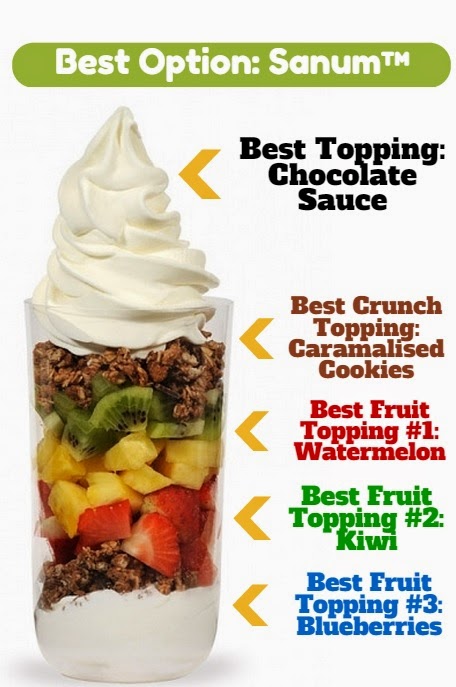 Best Option: Sanum™
Best Topping:
Chocolate
Sauce
Best Crunch
Topping:
Caramalised
Cookies
Best Fruit
Topping #1:
Watermelon
Best Fruit
Topping #2:
Kiwi
Best Fruit
Topping #3:
Blueberries